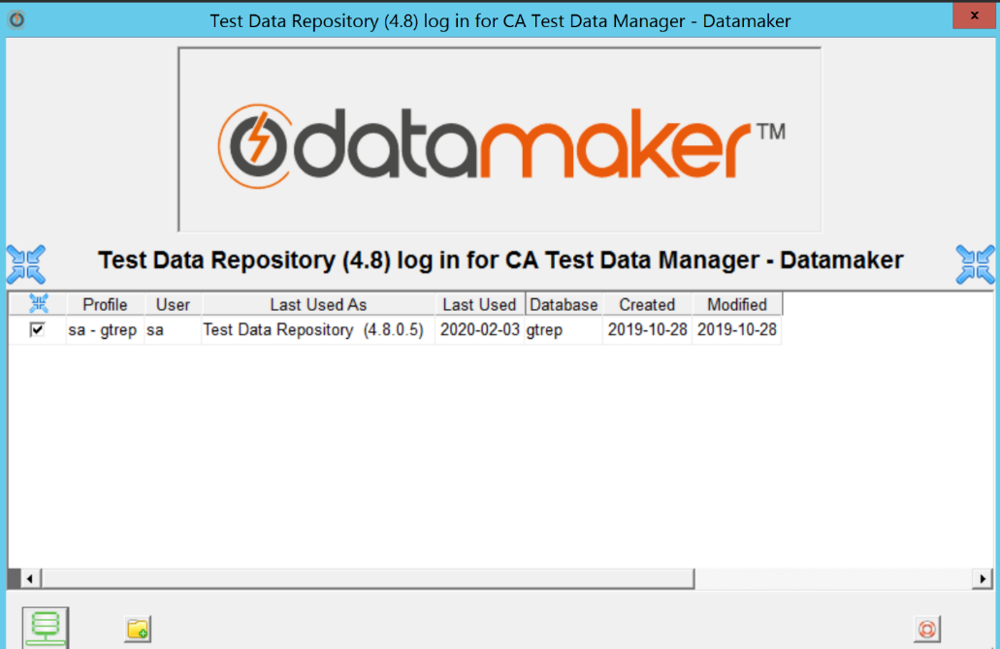 Test Data Repository (4.8) log in for CA Test Data Manager - Datamaker
x
datamaker™
Test Data Repository (4.8) log in for CA Test Data Manager - Datamaker
Profile User Last Used As Last Used Database Created Modified
sa - gtrep sa Test Data Repository (4.8.0.5) 2020-02-03 gtrep 2019-10-28 2019-10-28